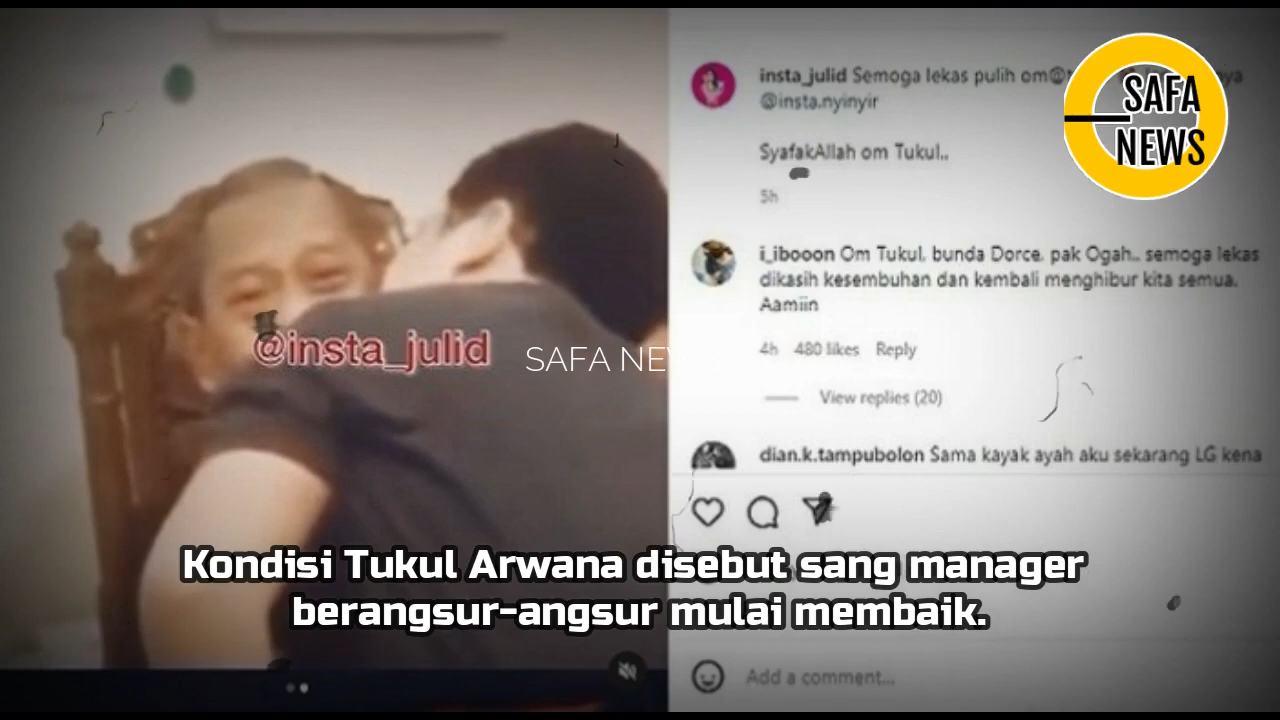 insta_julid Semoga lekas pulih om@
@insta.nyinyir
SyafakAllah om Tukul..
5h
SAFA
NEWS
i_ibooon Om Tukul, bunda Dorce, pak Ogah.. semoga lekas
dikasih kesembuhan dan kembali menghibur kita semua.
Aamiin
4h 480 likes Reply
View replies (20)
@insta_julid
SAFA NE
dian.k.tampubolon Sama kayak ayah aku sekarang LG kena
Kondisi Tukul Arwana disebut sang manager
berangsur-angsur mulai membaik.
Add a comment...